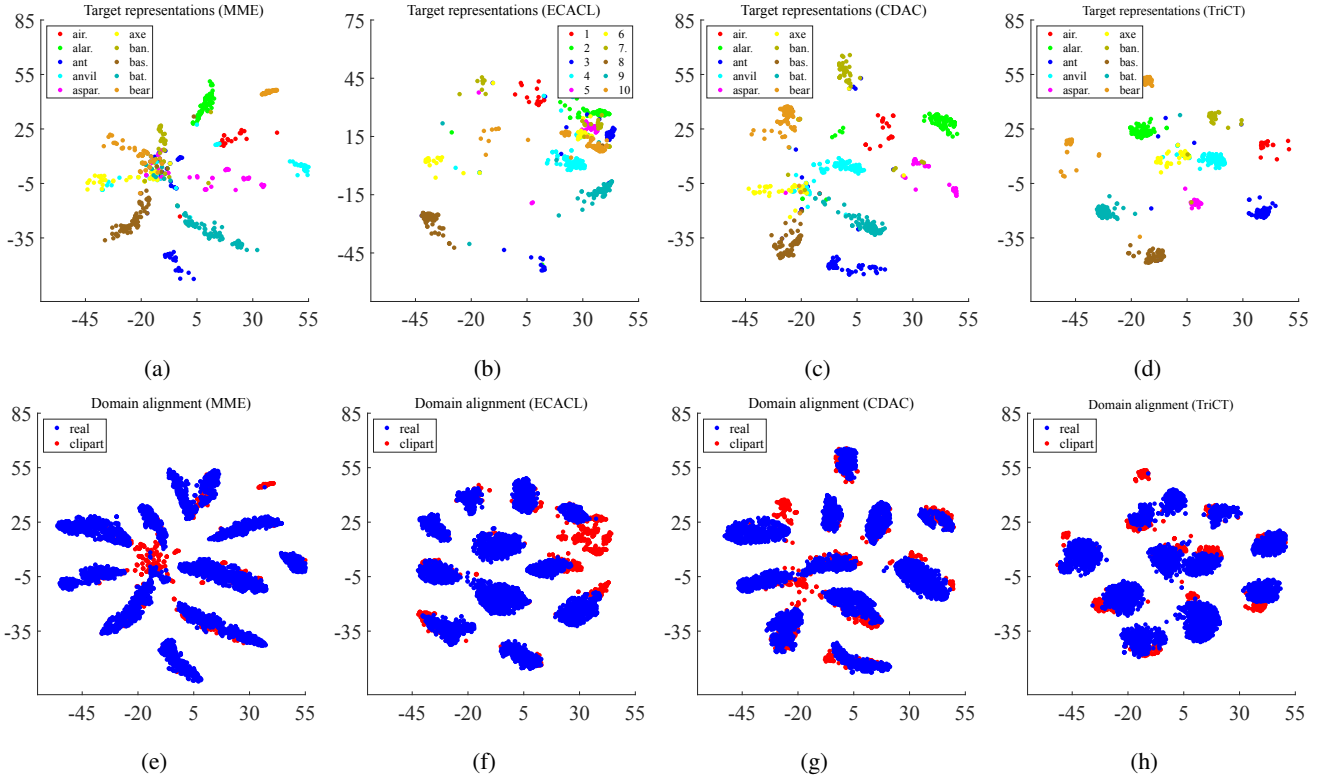 Target representations (MME)
85
55
25
-5
-35
-45 -20 5 30 55
air. axe
alar. ban.
ant bas.
anvil bat.
aspar. bear
(a)
Target representations (ECACL)
75
45
15
-15
-45
-45 -20 5 30 55
1 6
2 7.
3 8
4 9
5 10
(b)
Target representations (CDAC)
85
55
25
-5
-35
-45 -20 5 30 55
air. axe
alar. ban.
ant bas.
anvil bat.
aspar. bear
(c)
Target representations (TriCT)
85
55
25
-5
-35
-45 -20 5 30 55
air. axe
alar. ban.
ant bas.
anvil bat.
aspar. bear
(d)
Domain alignment (MME)
85
55
25
-5
-35
-45 -20 5 30 55
real
clipart
(e)
Domain alignment (ECACL)
85
55
25
-5
-35
-45 -20 5 30 55
real
clipart
(f)
Domain alignment (CDAC)
85
55
25
-5
-35
-45 -20 5 30 55
real
clipart
(g)
Domain alignment (TriCT)
85
55
25
-5
-35
-45 -20 5 30 55
real
clipart
(h)